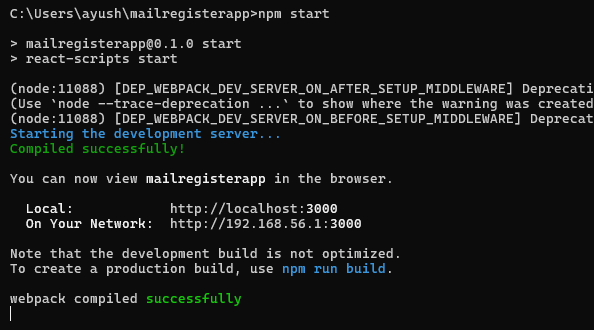 C:\Users\ayush\mailregisterapp>npm start
> mailregisterapp@0.1.0 start
> react-scripts start
(node:11088) [DEP_WEBPACK_DEV_SERVER_ON_AFTER_SETUP_MIDDLEWARE] Deprecati
(Use `node --trace-deprecation ...` to show where the warning was created
(node:11088) [DEP_WEBPACK_DEV_SERVER_ON_BEFORE_SETUP_MIDDLEWARE] Deprecat
Starting the development server...
Compiled successfully!
You can now view mailregisterapp in the browser.
Local: http://localhost:3000
On Your Network: http://192.168.56.1:3000
Note that the development build is not optimized.
To create a production build, use npm run build.
webpack compiled successfully